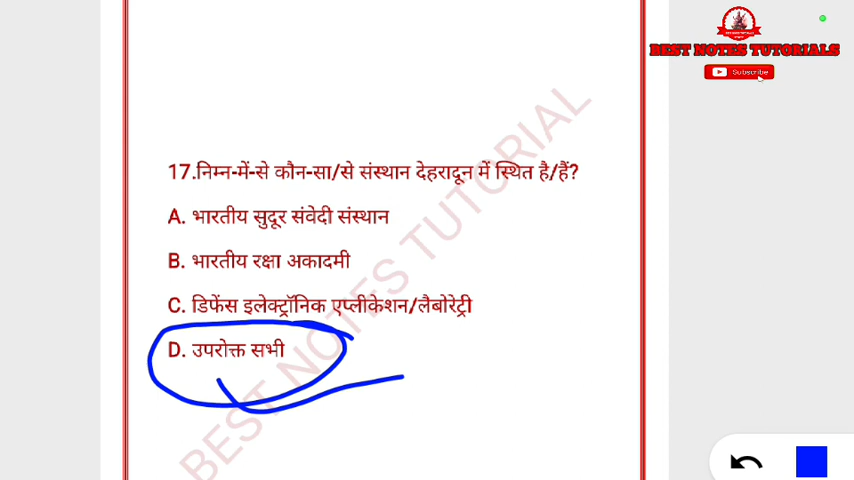 BEST NOTES TUTORIALS
Subscribe
17.निम्न-में-से कौन-सा/से संस्थान देहरादून में स्थित है/हैं?
A. भारतीय सुदूर संवेदी संस्थान
B. भारतीय रक्षा अकादमी
C. डिफेंस इलेक्ट्रॉनिक एप्लीकेशन/लैबोरेट्री
D. उपरोक्त सभी
BEST NOTES TUTORIAL